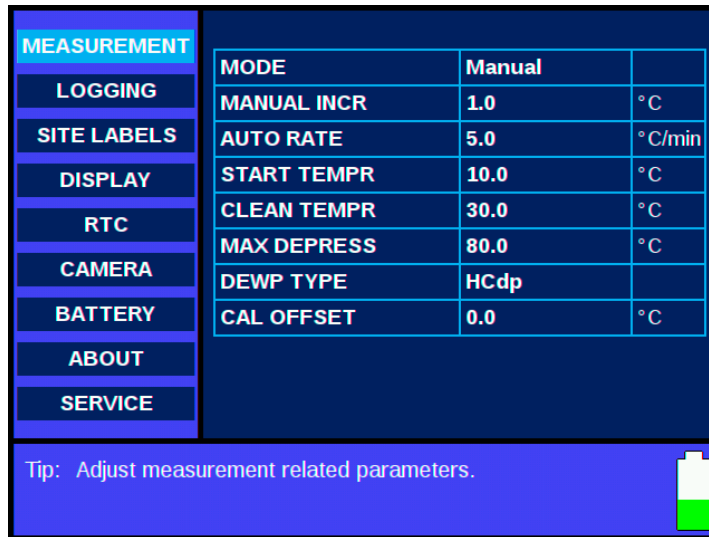 MEASUREMENT
LOGGING
SITE LABELS
DISPLAY
RTC
CAMERA
BATTERY
ABOUT
SERVICE
MODE Manual
MANUAL INCR 1.0 °C
AUTO RATE 5.0 °C/min
START TEMPR 10.0 °C
CLEAN TEMPR 30.0 °C
MAX DEPRESS 80.0 °C
DEWP TYPE HCdp
CAL OFFSET 0.0 °C
Tip: Adjust measurement related parameters.